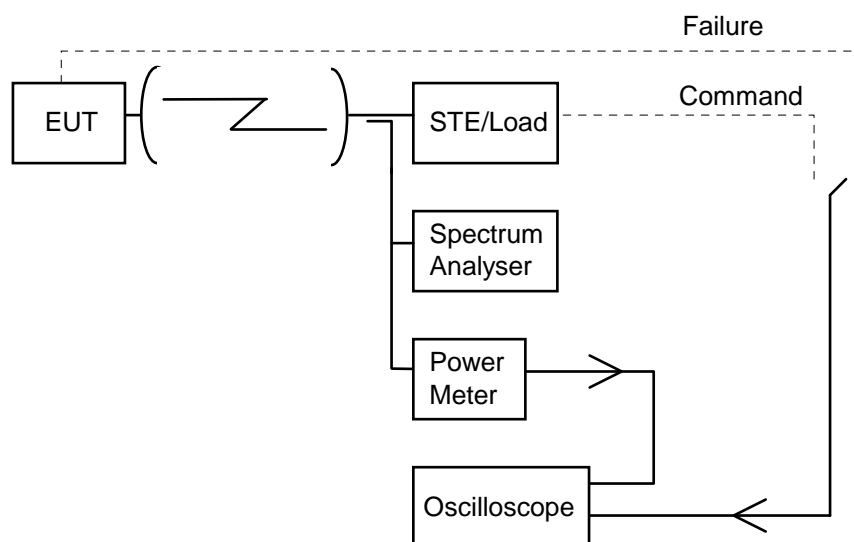 Failure
EUT
STE/Load
Command
Spectrum
Analyser
Power
Meter
Oscilloscope